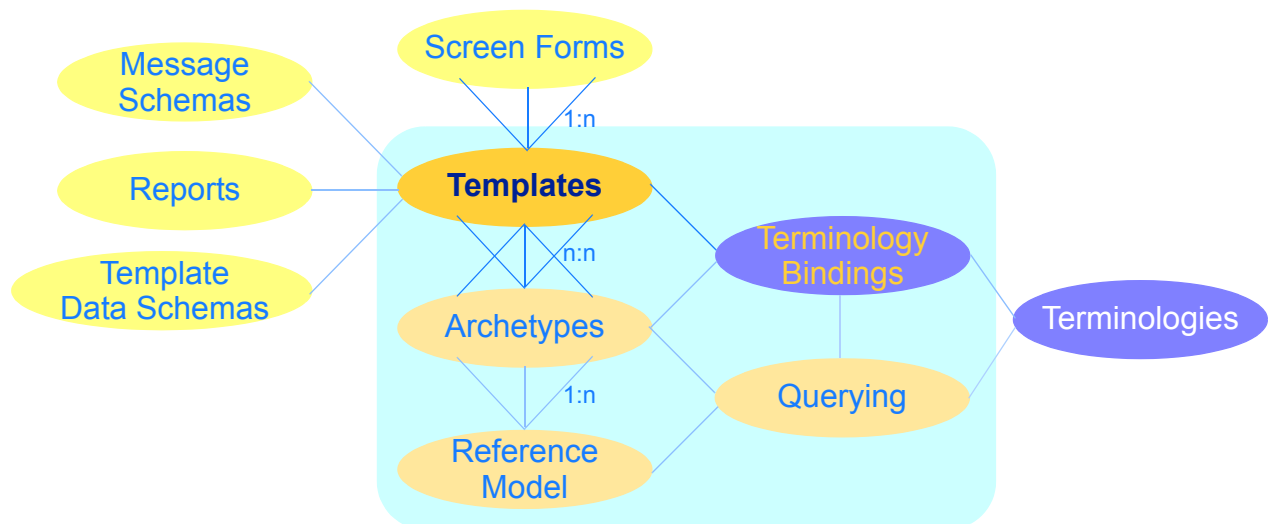 Screen Forms
Message
Schemas
1:n
Templates
Reports
n:n
Terminology
Bindings
Template
Data Schemas
Archetypes
Terminologies
1:n
Querying
Reference
Model